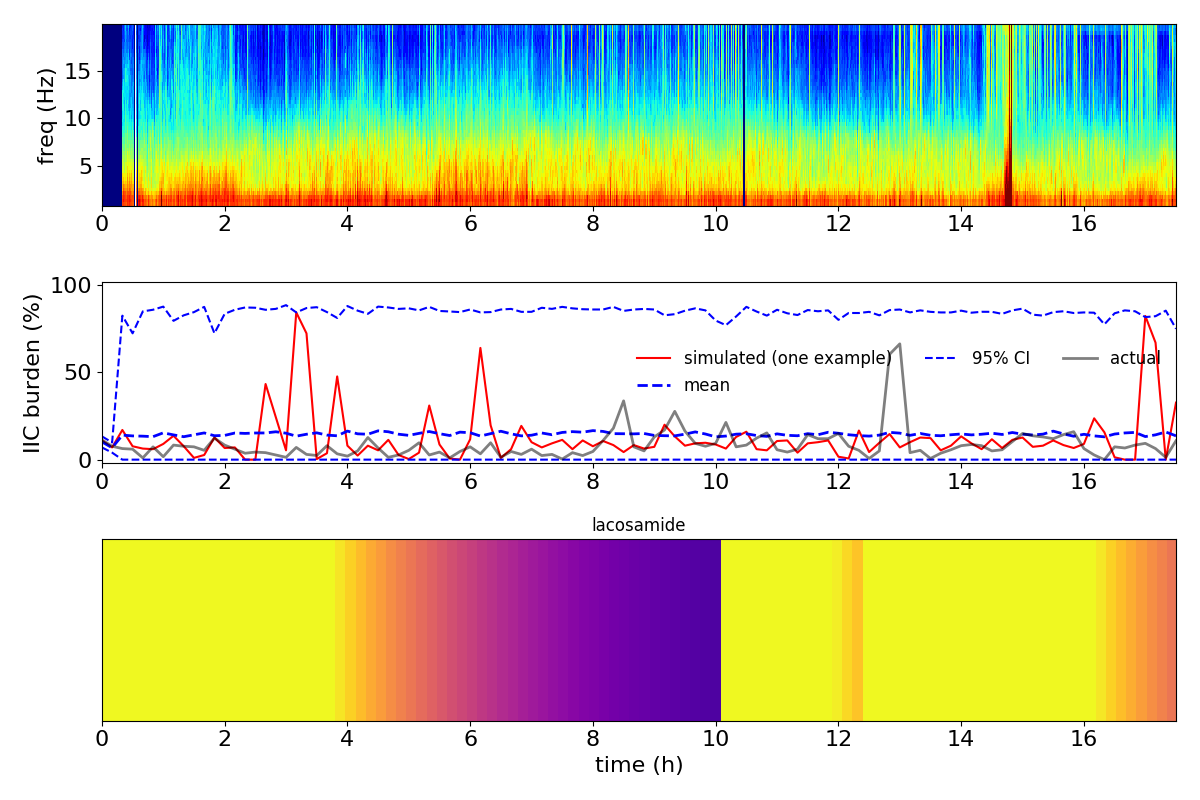 freq (Hz)
15
10
5
0 2 4 6 8 10 12 14 16
IIC burden (%)
100
50
0
simulated (one example) 95% CI actual
mean
0 2 4 6 8 10 12 14 16
lacosamide
0 2 4 6 8 10 12 14 16
time (h)